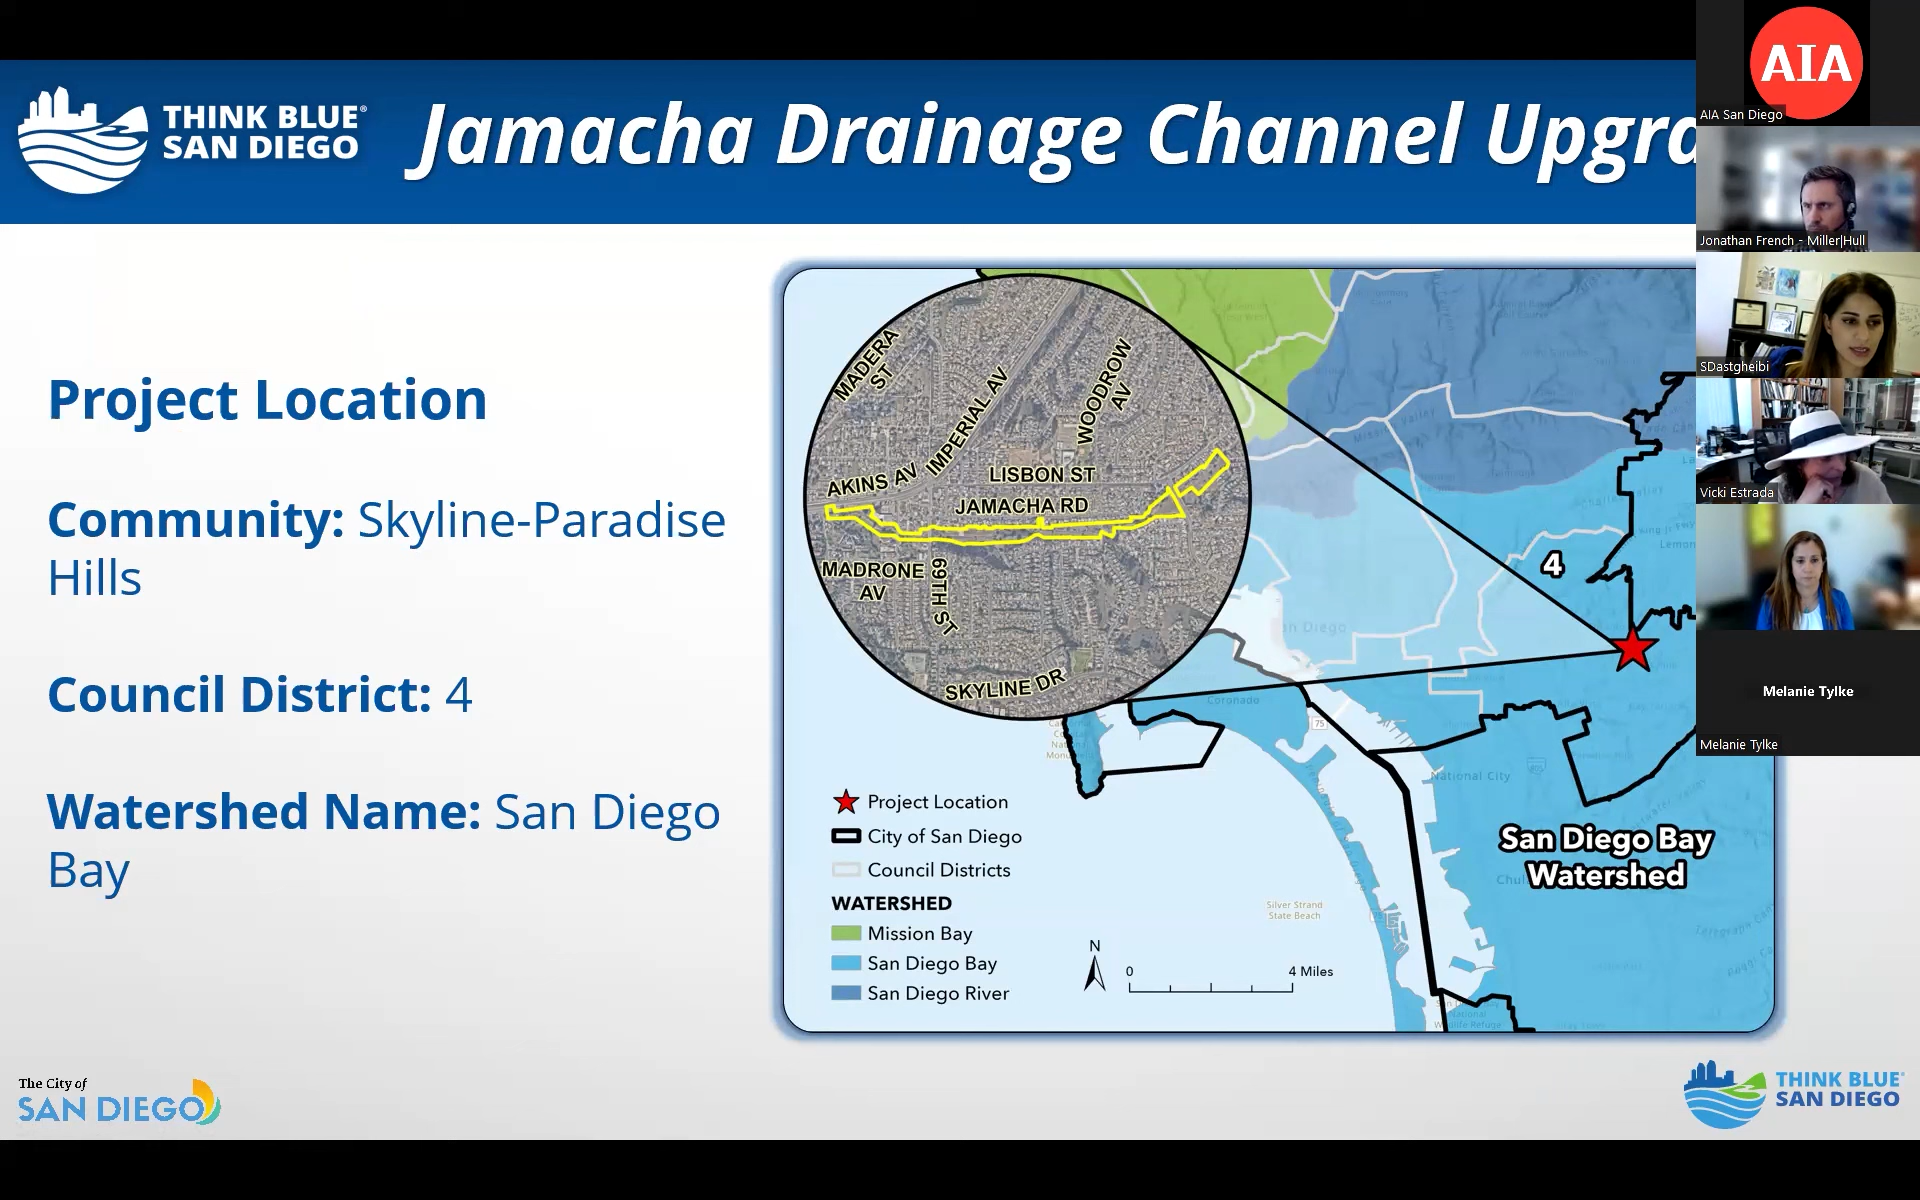 THINK BLUE®
SAN DIEGO
Jamacha Drainage Channel Upgra
AIA
AIA San Diego
Jonathan French - Miller|Hull
SDastgheibi
Vicki Estrada
Melanie Tylke
Melanie Tylke
Project Location
Community: Skyline-Paradise
Hills
Council District: 4
Watershed Name: San Diego
Bay
MADERA
ST
IMPERIAL AV
WOODROW
AV
AKINS AV
LISBON ST
JAMACHA RD
MADRONE
AV
69TH ST
SKYLINE DR
Mission Valley
4
San Diego
Coronado
75
National City
San Diego Bay
Watershed
Silver Strand
State Beach
Project Location
City of San Diego
Council Districts
WATERSHED
Mission Bay
San Diego Bay
San Diego River
N
0
4 Miles
The City of
SAN DIEGO
THINK BLUE
SAN DIEGO